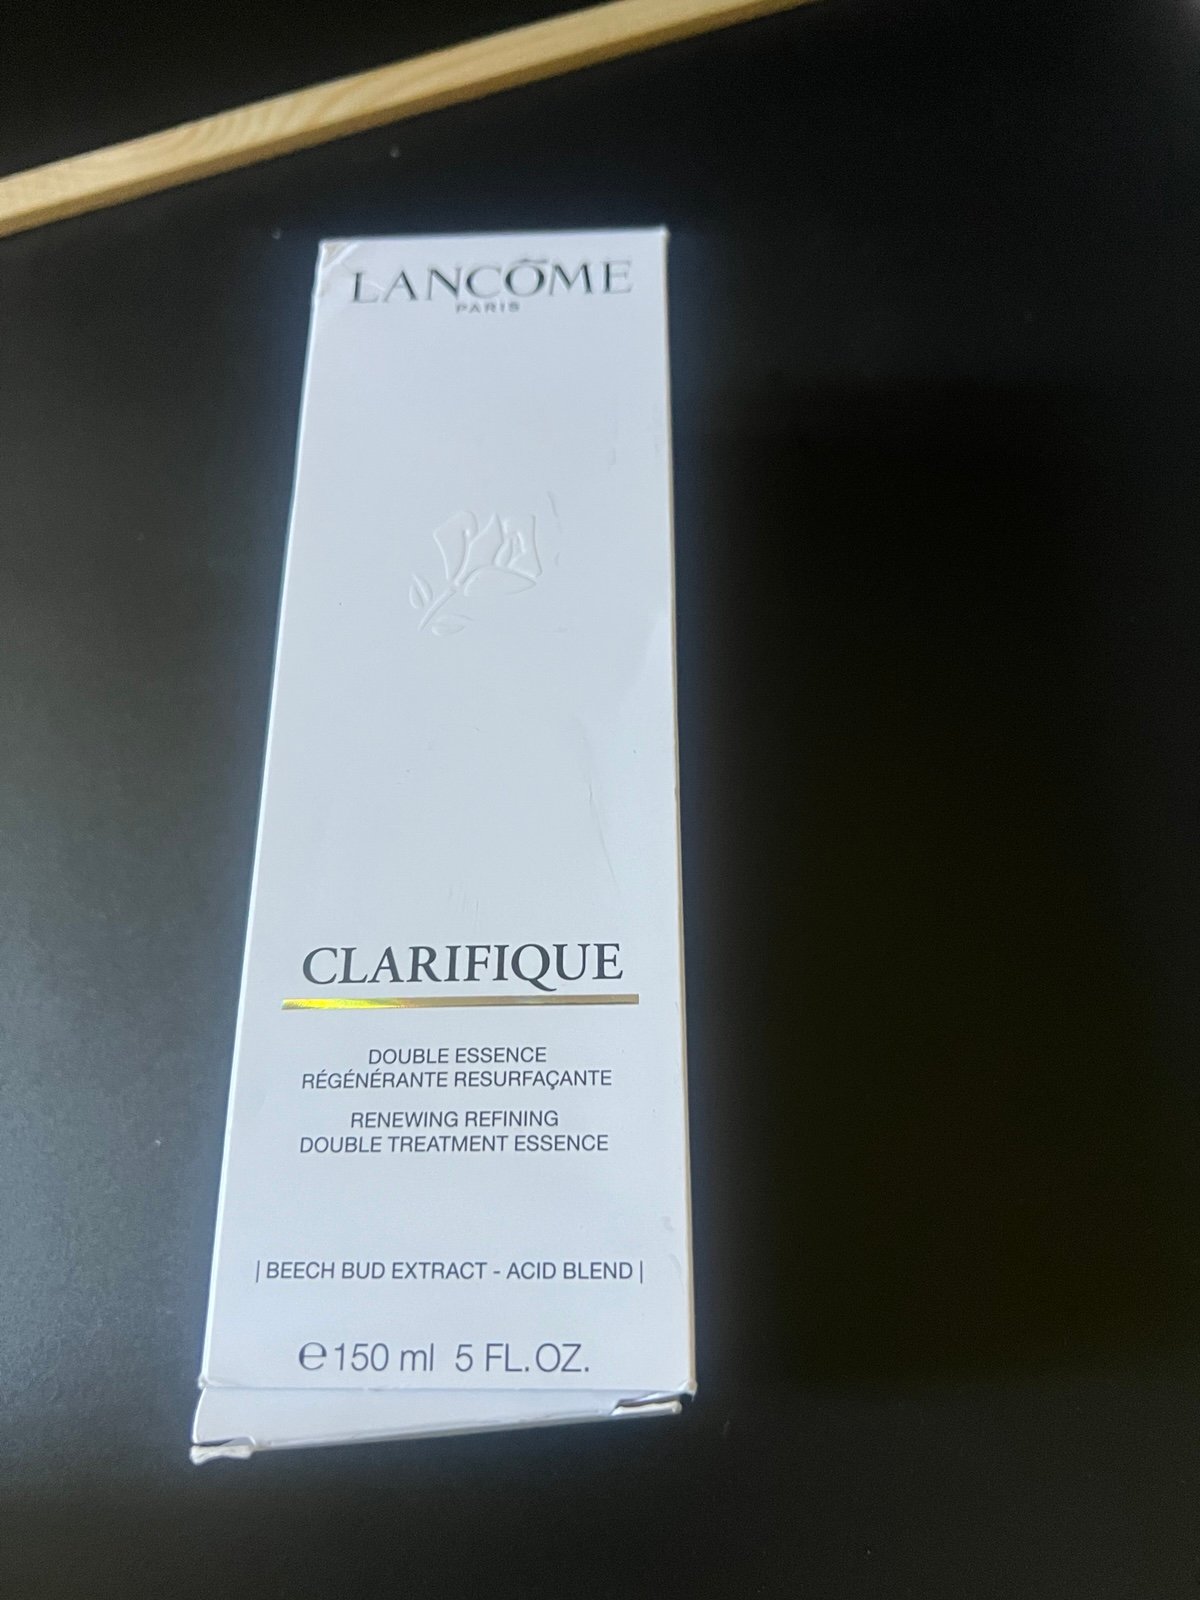 LANCÔME
PARIS
CLARIFIQUE
DOUBLE ESSENCE
RÉGÉNÉRANTE RESURFAÇANTE
RENEWING REFINING
DOUBLE TREATMENT ESSENCE
| BEECH BUD EXTRACT - ACID BLEND |
℮ 150 ml 5 FL.OZ.